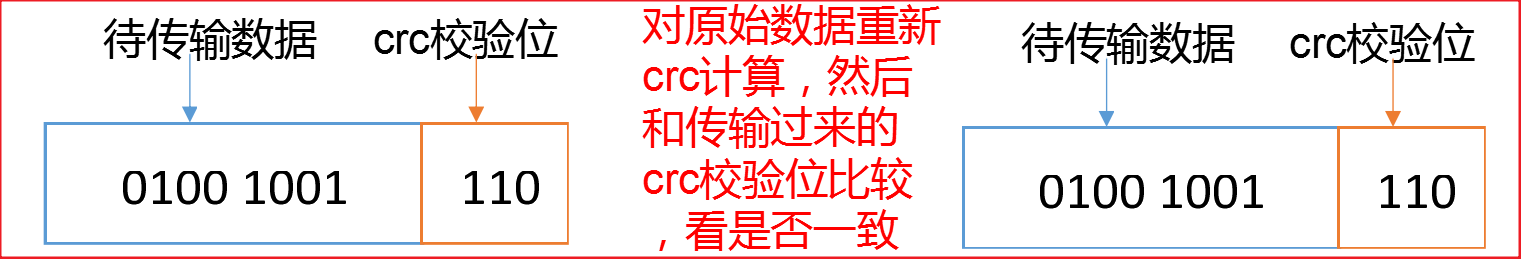 待传输数据
crc校验位
0100 1001
110
对原始数据重新
crc计算，然后
和传输过来的
crc校验位比较
，看是否一致
待传输数据
crc校验位
0100 1001
110